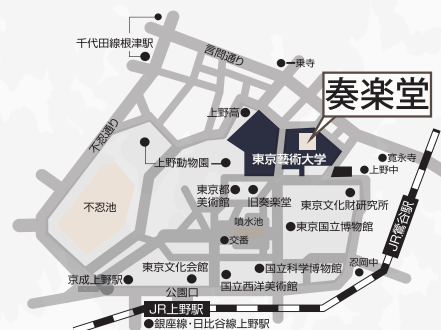 千代田線根津駅
言問通り
一乗寺
奏楽堂
不忍通り
上野高
上野動物園
東京藝術大学
寛永寺
上野中
東京都
美術館
旧奏楽堂
東京文化財研究所
不忍池
噴水池
交番
東京国立博物館
JR鶯谷駅
東京文化会館
国立科学博物館
忍岡中
京成上野駅
公園口
国立西洋美術館
JR上野駅
銀座線・日比谷線上野駅